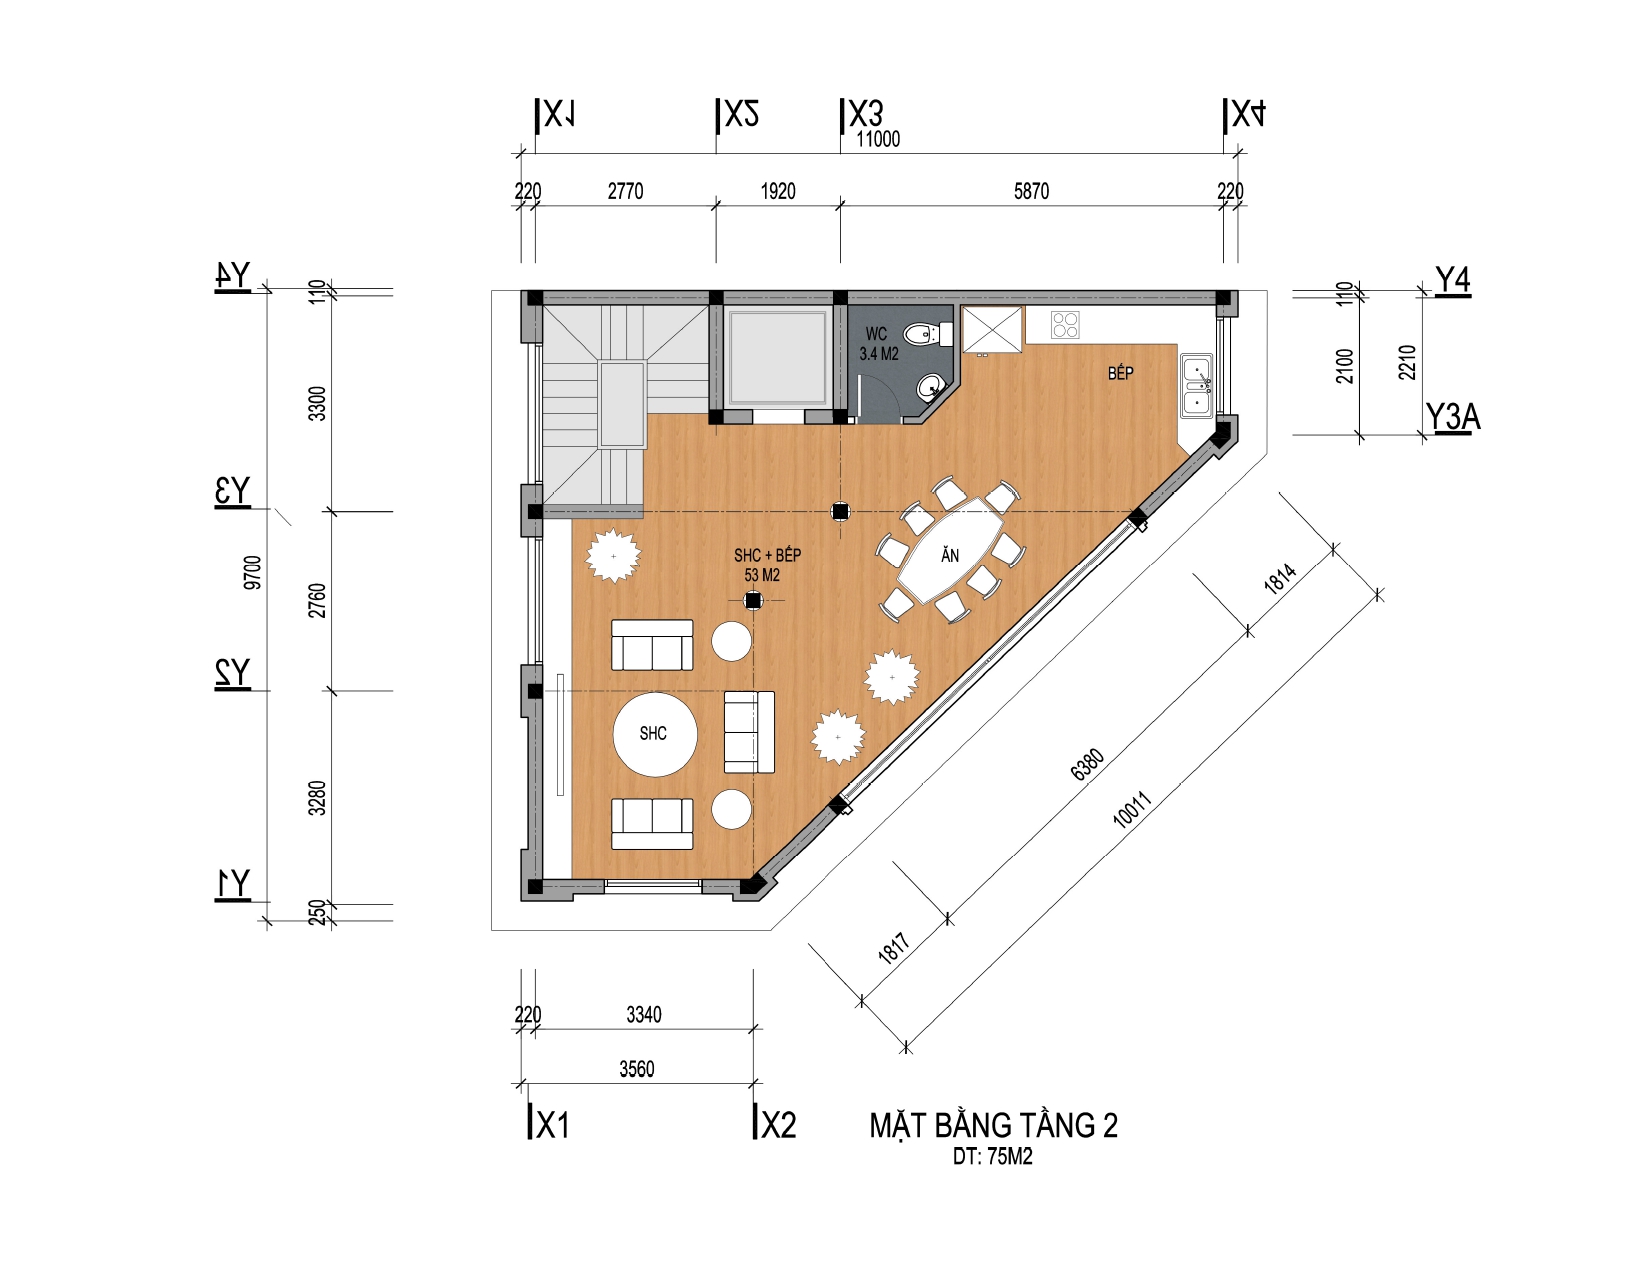 X1 X2 X3 X4
11000
220 2770 1920 5870 220
Y4
110
3300
Y3
9700
2760
Y2
3280
Y1
250
Y4
110
2100
2210
Y3A
WC
3.4 M2
BẾP
SHC + BẾP
53 M2
ĂN
SHC
1814
6380
10011
1817
220 3340
3560
X1 X2
MẶT BẰNG TẦNG 2
DT: 75M2